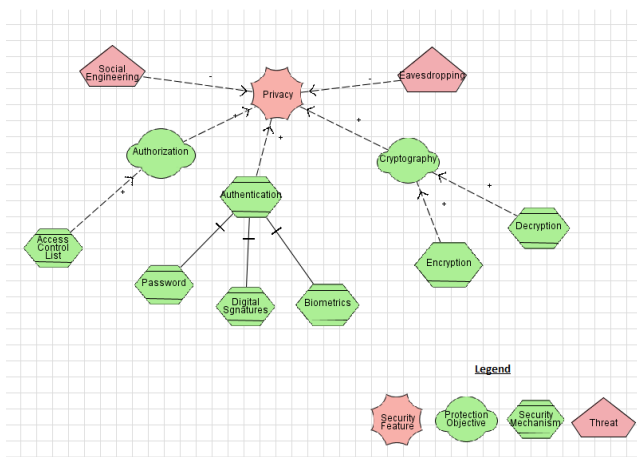 Social
Engineering
Eavesdropping
Privacy
-
-
+
+
+
Authorization
Cryptography
Authentication
+
+
+
Access
Control
List
Decryption
Encryption
Password
Digital
Sgnatures
Biometrics
Legend
Security
Feature
Protection
Objective
Security
Mechanism
Threat